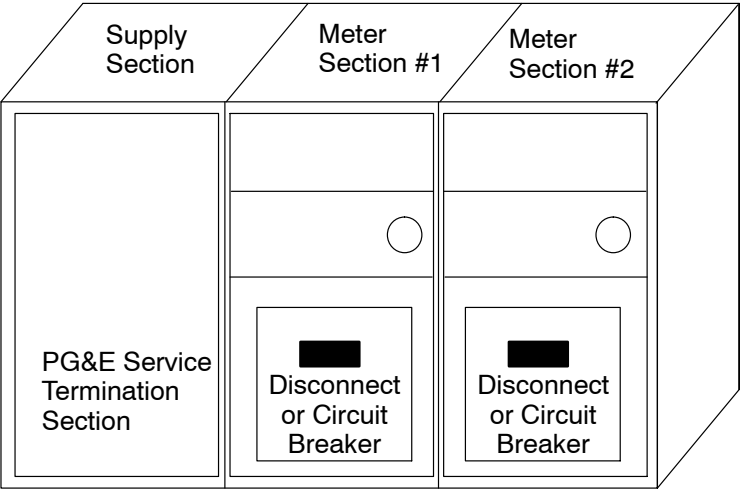 Supply
Section
Meter
Section #1
Meter
Section #2
PG&E Service
Termination
Section
Disconnect
or Circuit
Breaker
Disconnect
or Circuit
Breaker